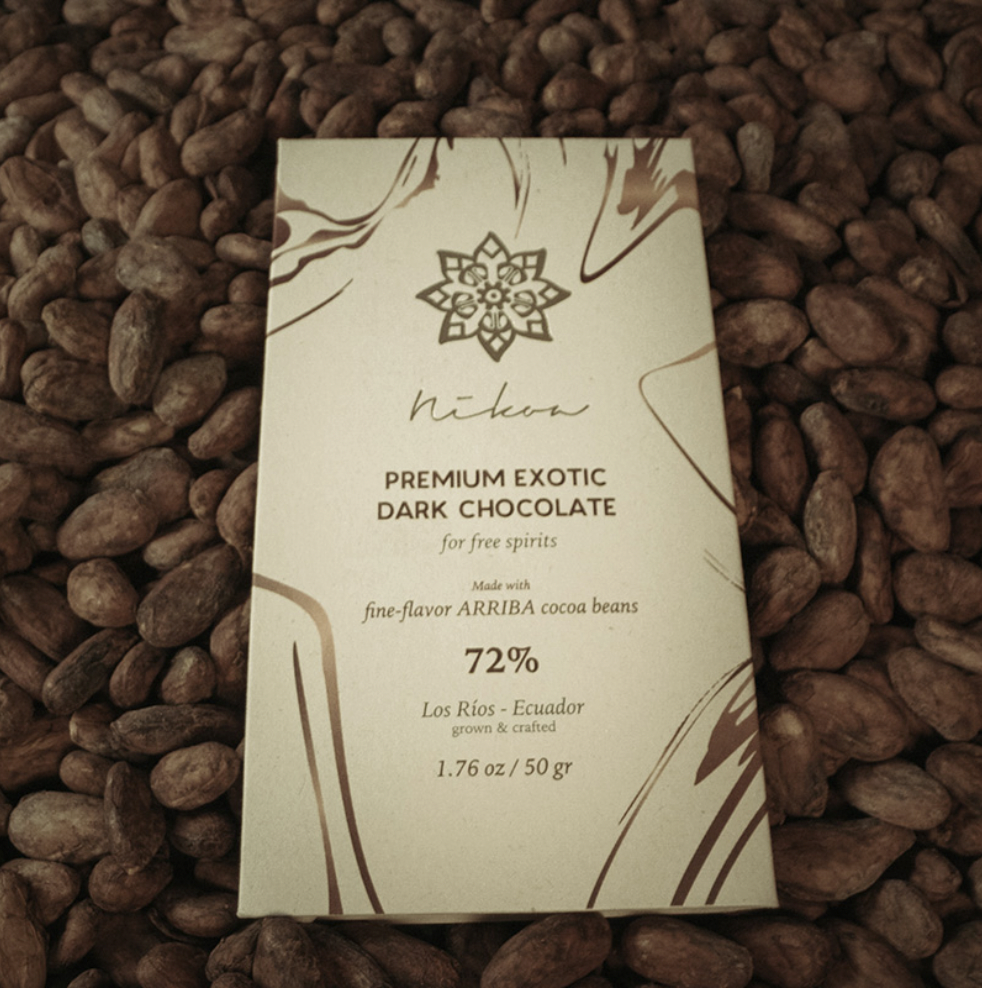 nikoa
PREMIUM EXOTIC
DARK CHOCOLATE
for free spirits
Made with
fine-flavor ARRIBA cocoa beans
72%
Los Ríos - Ecuador
grown & crafted
1.76 oz / 50 gr